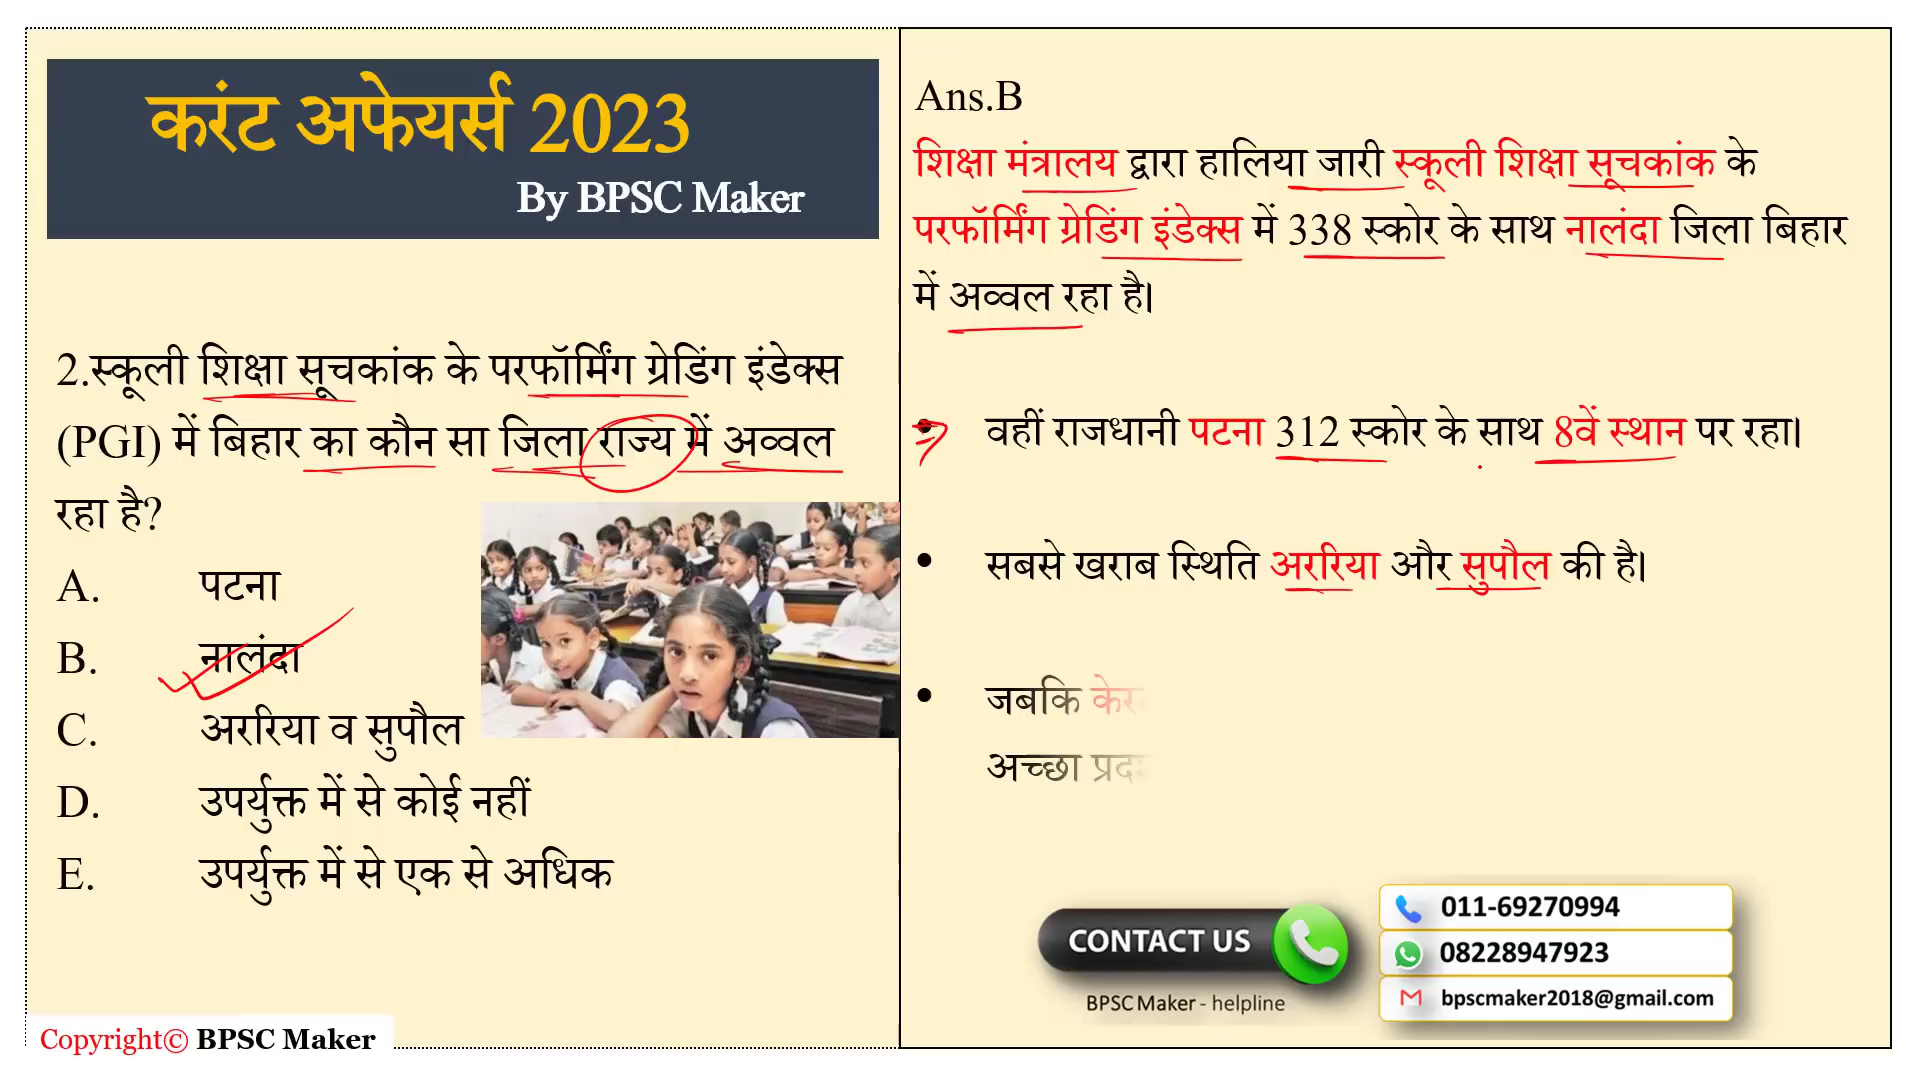 करंट अफेयर्स 2023
By BPSC Maker
2.स्कूली शिक्षा सूचकांक के परफॉर्मिंग ग्रेडिंग इंडेक्स
(PGI) में बिहार का कौन सा जिला राज्य में अव्वल
रहा है?
A. पटना
B. नालंदा
C. अररिया व सुपौल
D. उपर्युक्त में से कोई नहीं
E. उपर्युक्त में से एक से अधिक
Copyright© BPSC Maker
Ans.B
शिक्षा मंत्रालय द्वारा हालिया जारी स्कूली शिक्षा सूचकांक के
परफॉर्मिंग ग्रेडिंग इंडेक्स में 338 स्कोर के साथ नालंदा जिला बिहार
में अव्वल रहा है।
• वहीं राजधानी पटना 312 स्कोर के साथ 8वें स्थान पर रहा।
• सबसे खराब स्थिति अररिया और सुपौल की है।
• जबकि
अच्छा
CONTACT US
BPSC Maker - helpline
011-69270994
08228947923
bpscmaker2018@gmail.com